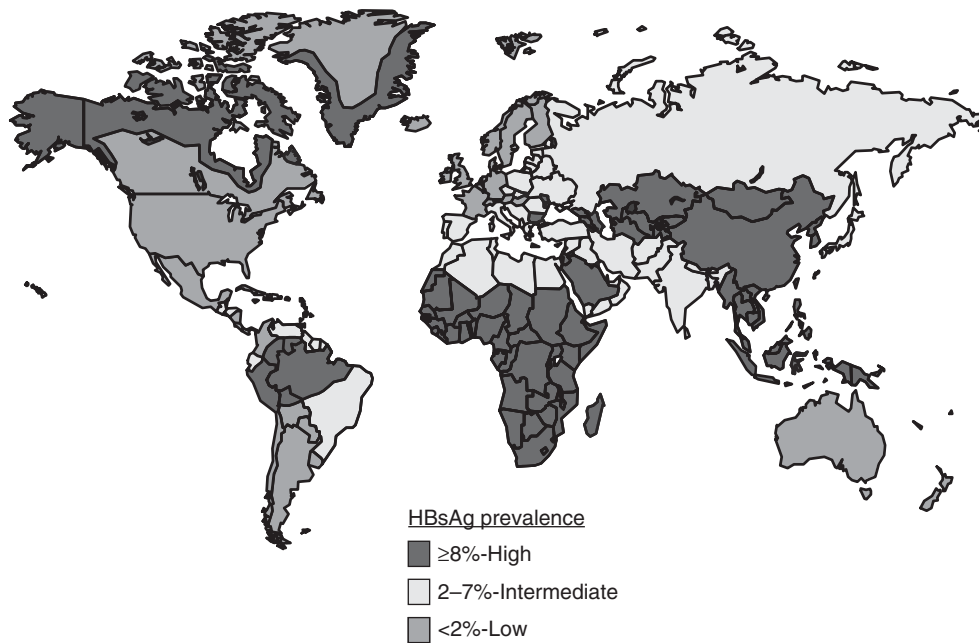 HBsAg prevalence
≥8%-High
2–7%-Intermediate
<2%-Low